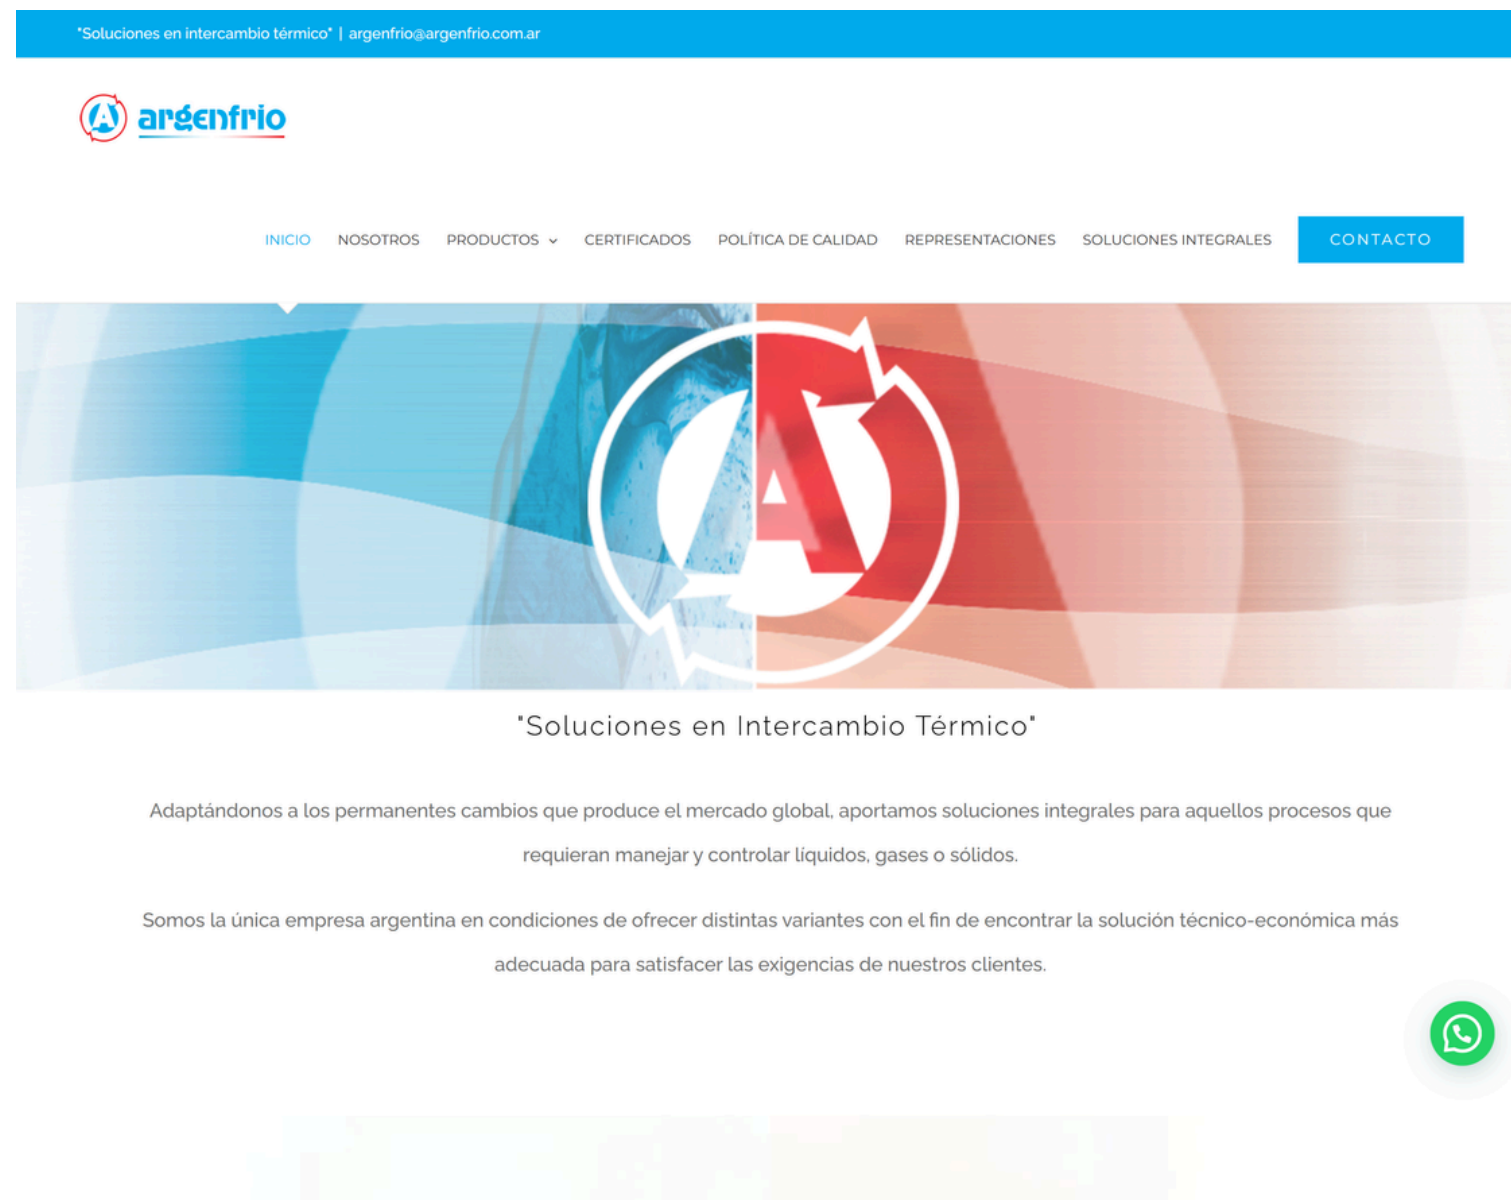 "Soluciones en intercambio térmico" | argenfrio@argenfrio.com.ar
argenfrio
INICIO NOSOTROS PRODUCTOS CERTIFICADOS POLÍTICA DE CALIDAD REPRESENTACIONES SOLUCIONES INTEGRALES CONTACTO
A
"Soluciones en Intercambio Térmico"
Adaptándonos a los permanentes cambios que produce el mercado global, aportamos soluciones integrales para aquellos procesos que
requieran manejar y controlar líquidos, gases o sólidos.
Somos la única empresa argentina en condiciones de ofrecer distintas variantes con el fin de encontrar la solución técnico-económica más
adecuada para satisfacer las exigencias de nuestros clientes.